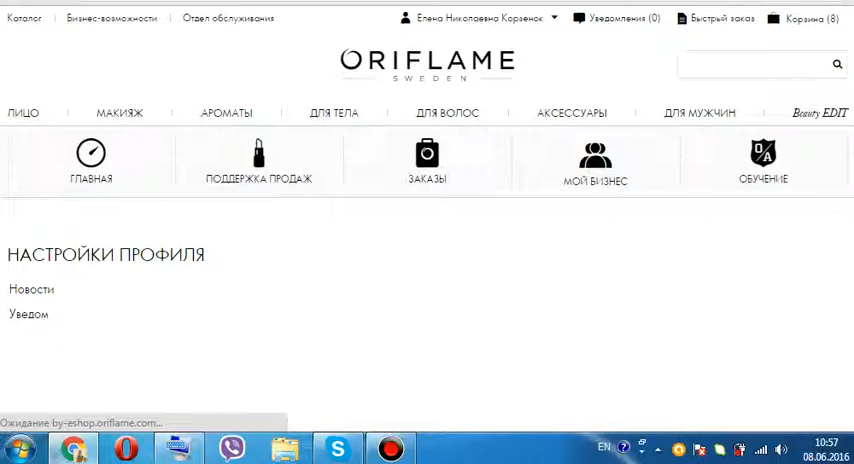 Каталог Бизнес-возможности Отдел обслуживания Елена Николаевна Корзенок Уведомления (0) Быстрый заказ Корзина (8)
ORIFLAME
SWEDEN
ЛИЦО МАКИЯЖ АРОМАТЫ ДЛЯ ТЕЛА ДЛЯ ВОЛОС АКСЕССУАРЫ ДЛЯ МУЖЧИН Beauty EDIT
ГЛАВНАЯ ПОДДЕРЖКА ПРОДАЖ ЗАКАЗЫ МОЙ БИЗНЕС ОБУЧЕНИЕ
НАСТРОЙКИ ПРОФИЛЯ
Новости
Уведом
Ожидание by-eshop.oriflame.com...
EN 10:57
08.06.2016